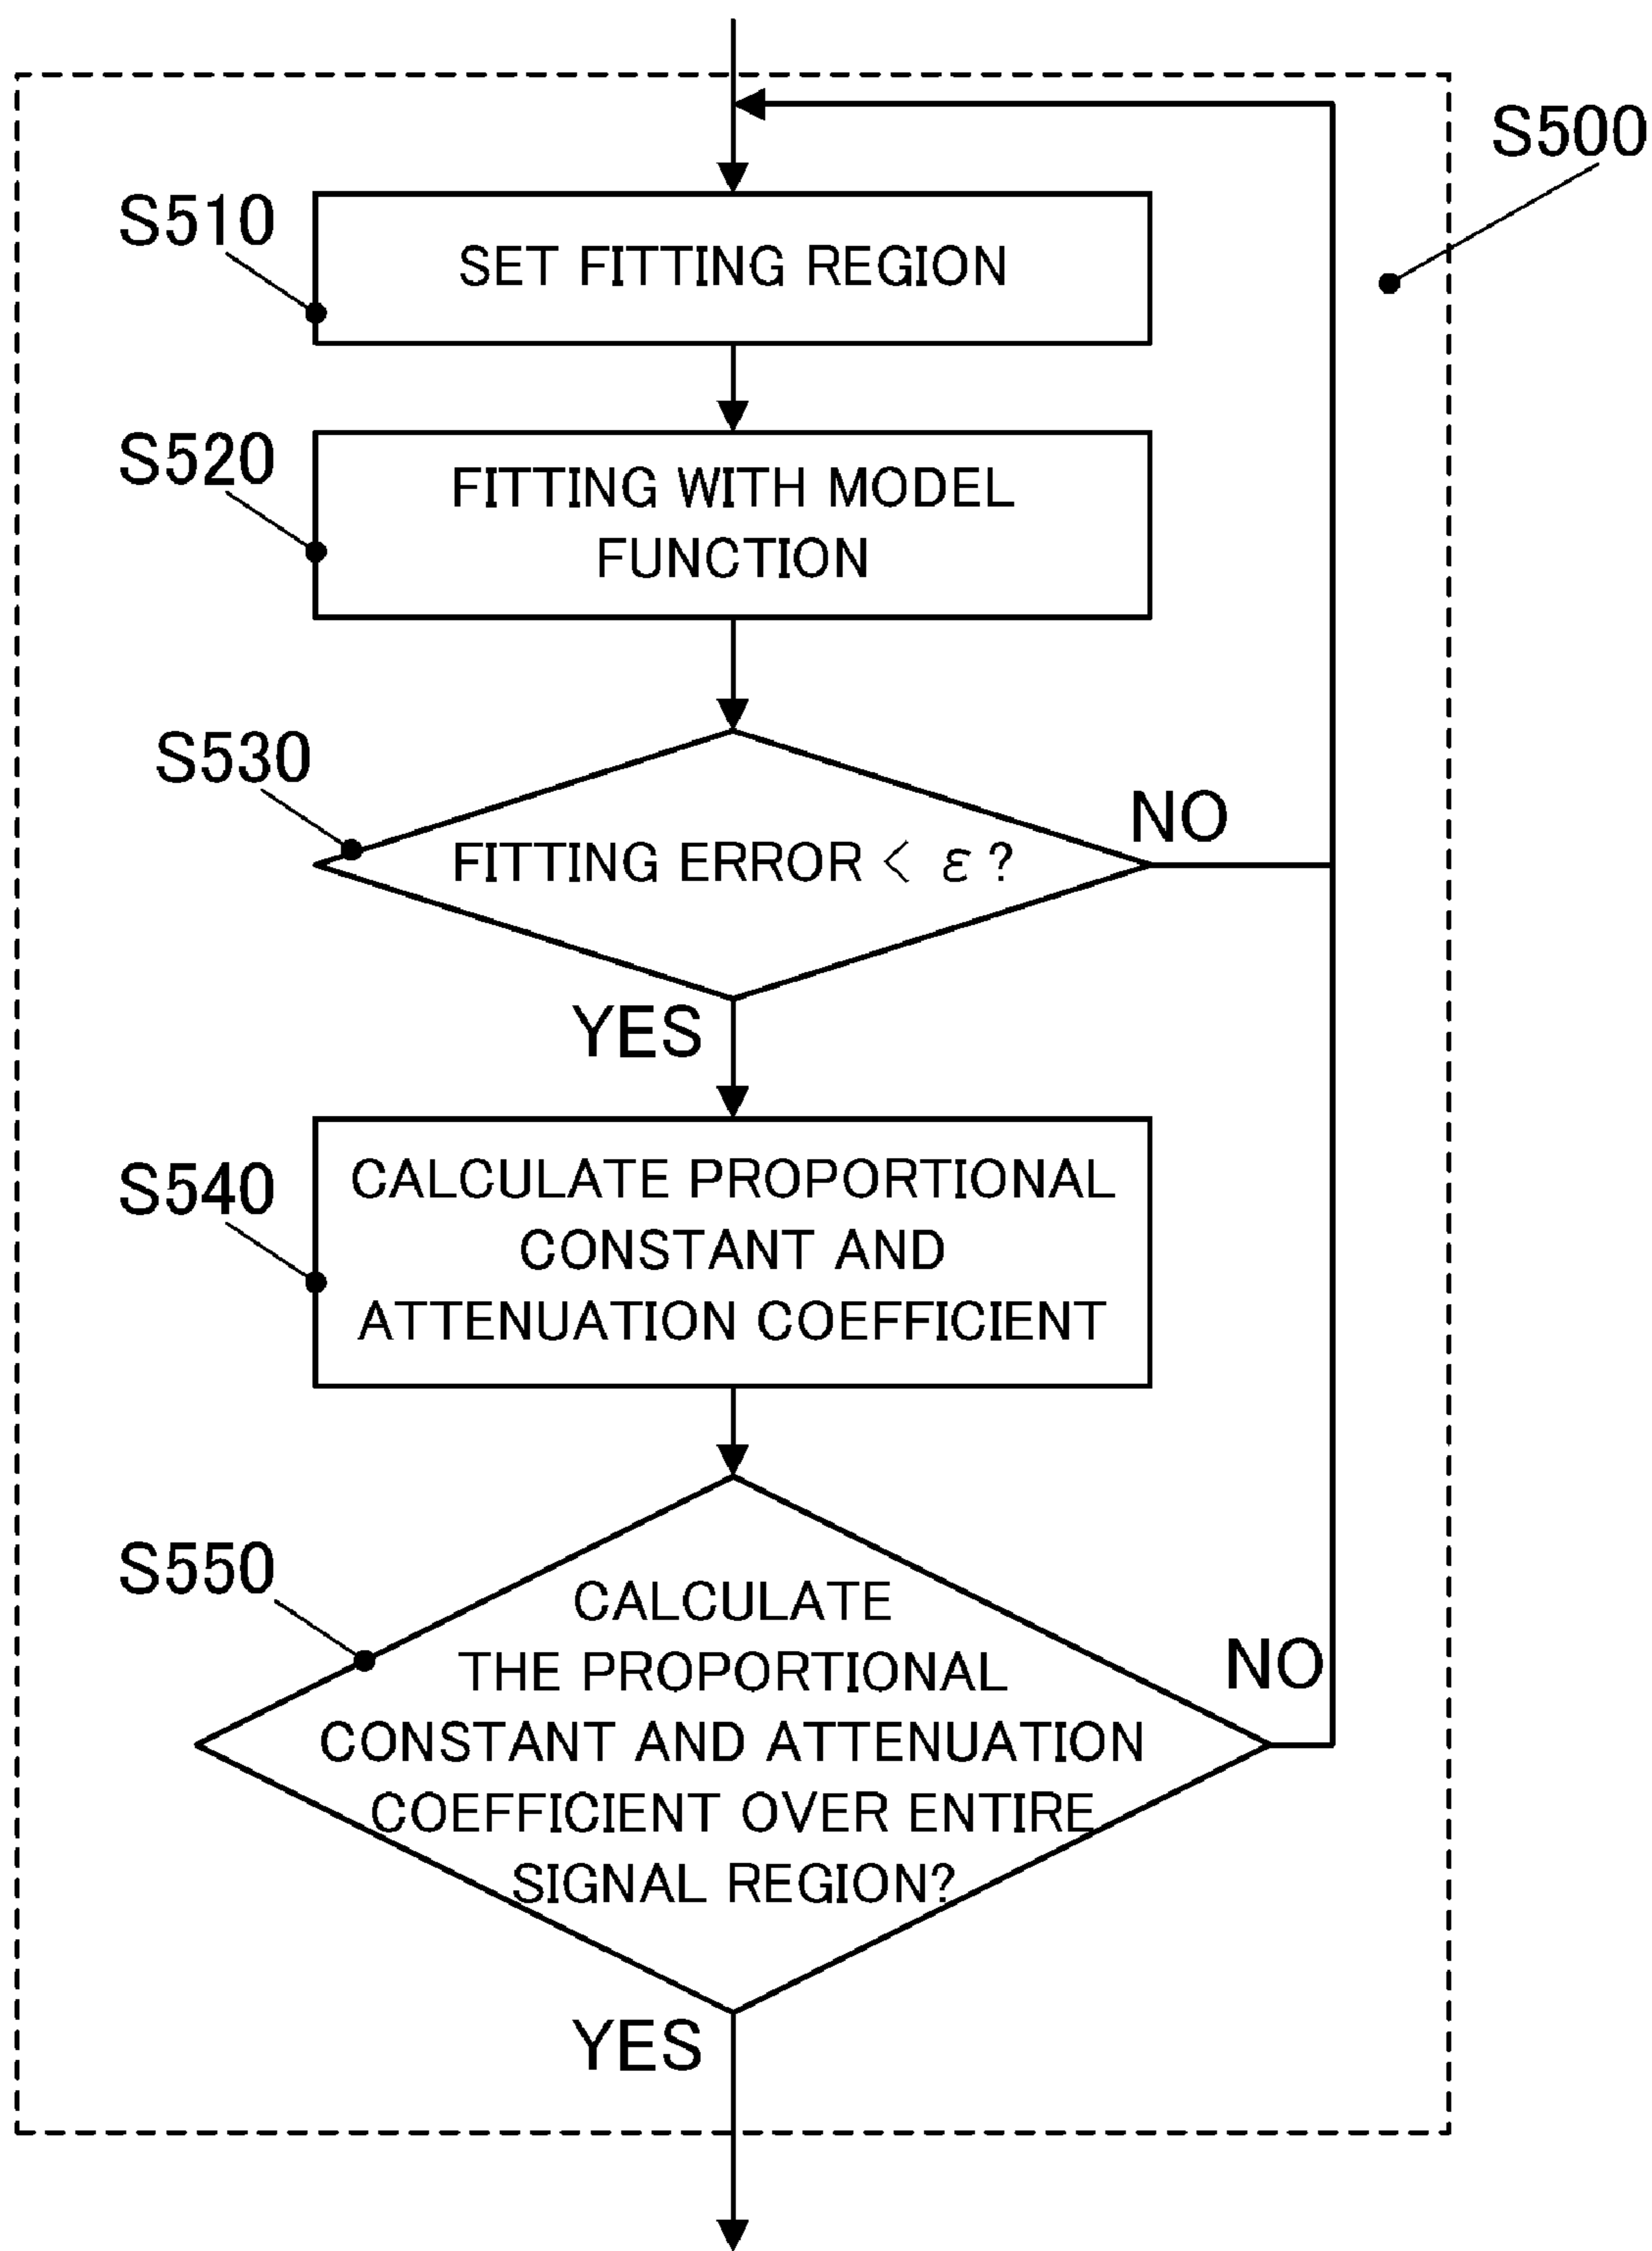 S500
S510
SET FITTING REGION
S520
FITTING WITH MODEL
FUNCTION
S530
NO
FITTING ERROR < ε ?
YES
S540
CALCULATE PROPORTIONAL
CONSTANT AND
ATTENUATION COEFFICIENT
S550
CALCULATE
THE PROPORTIONAL
NO
CONSTANT AND ATTENUATION
COEFFICIENT OVER ENTIRE
SIGNAL REGION?
YES